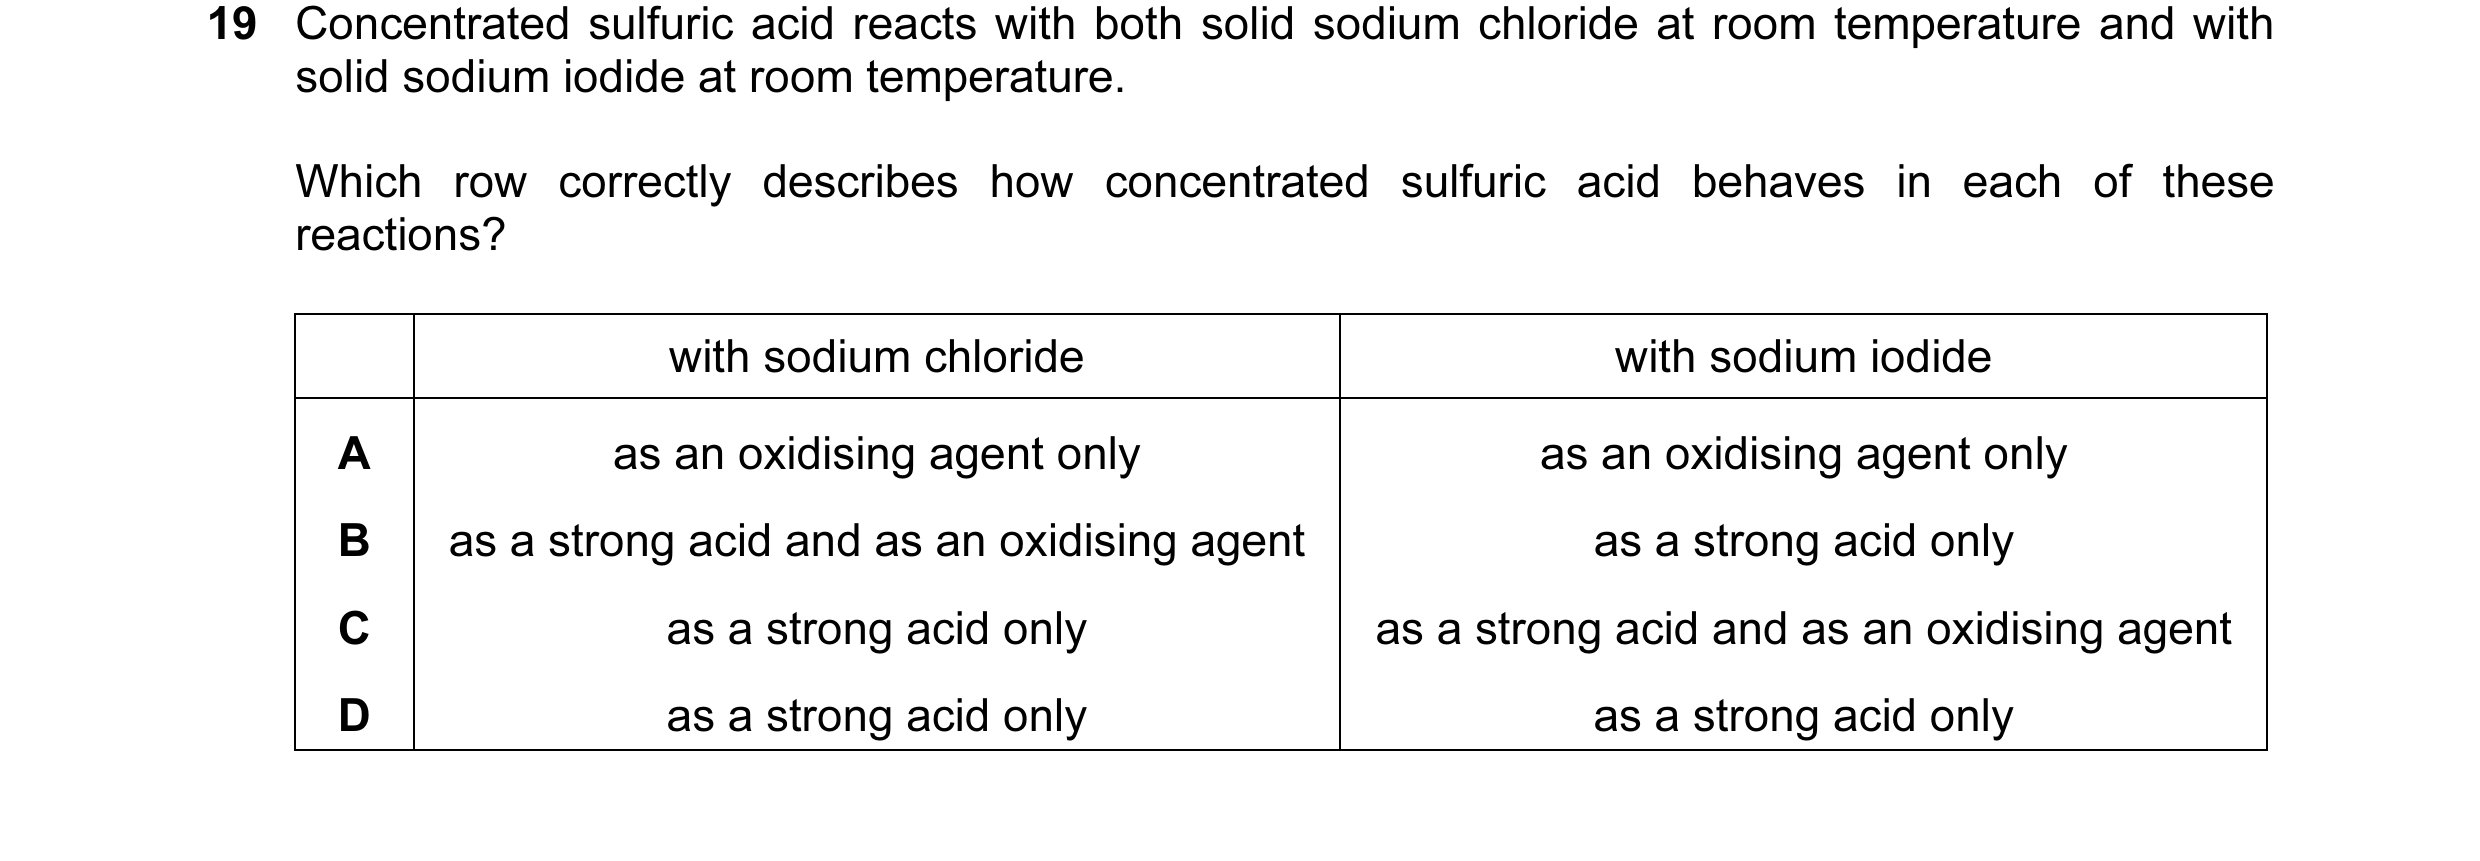 19 Concentrated sulfuric acid reacts with both solid sodium chloride at room temperature and with
solid sodium iodide at room temperature.
Which row correctly describes how concentrated sulfuric acid behaves in each of these
reactions?
with sodium chloride with sodium iodide
A as an oxidising agent only as an oxidising agent only
B as a strong acid and as an oxidising agent as a strong acid only
C as a strong acid only as a strong acid and as an oxidising agent
D as a strong acid only as a strong acid only